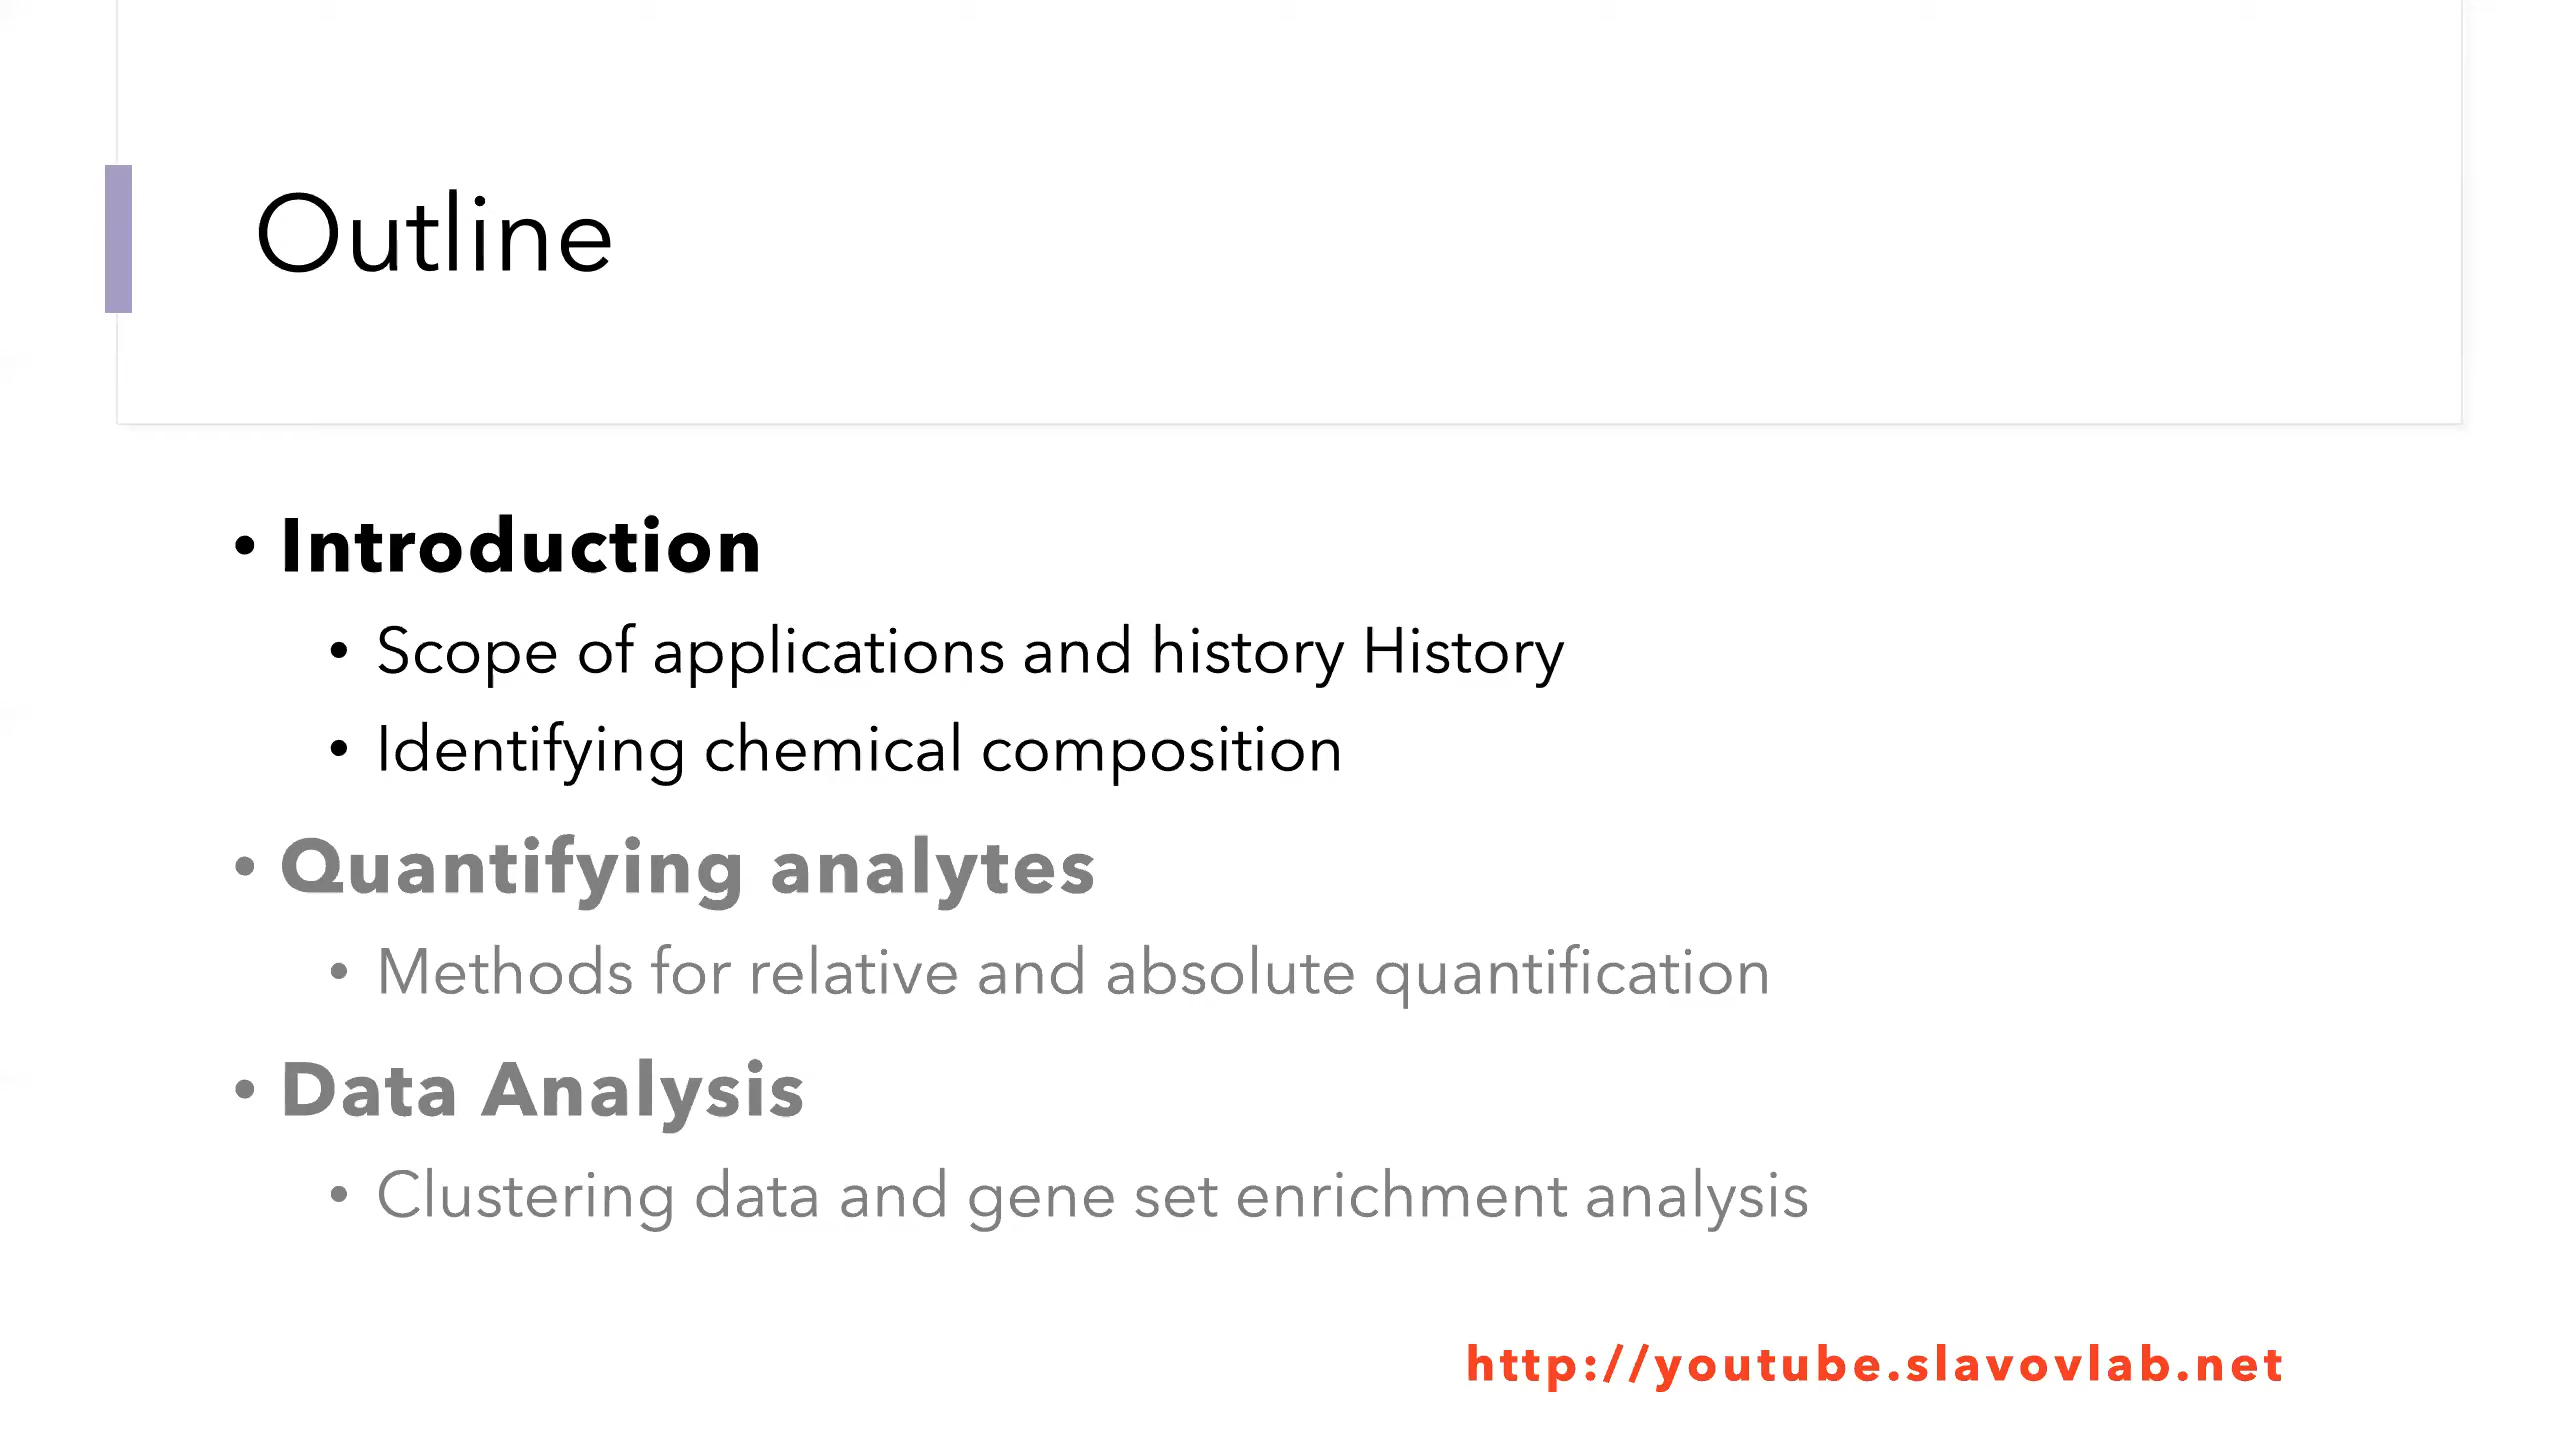 Outline
• Introduction
• Scope of applications and history History
• Identifying chemical composition
• Quantifying analytes
• Methods for relative and absolute quantification
• Data Analysis
• Clustering data and gene set enrichment analysis
http://youtube.slavovlab.net